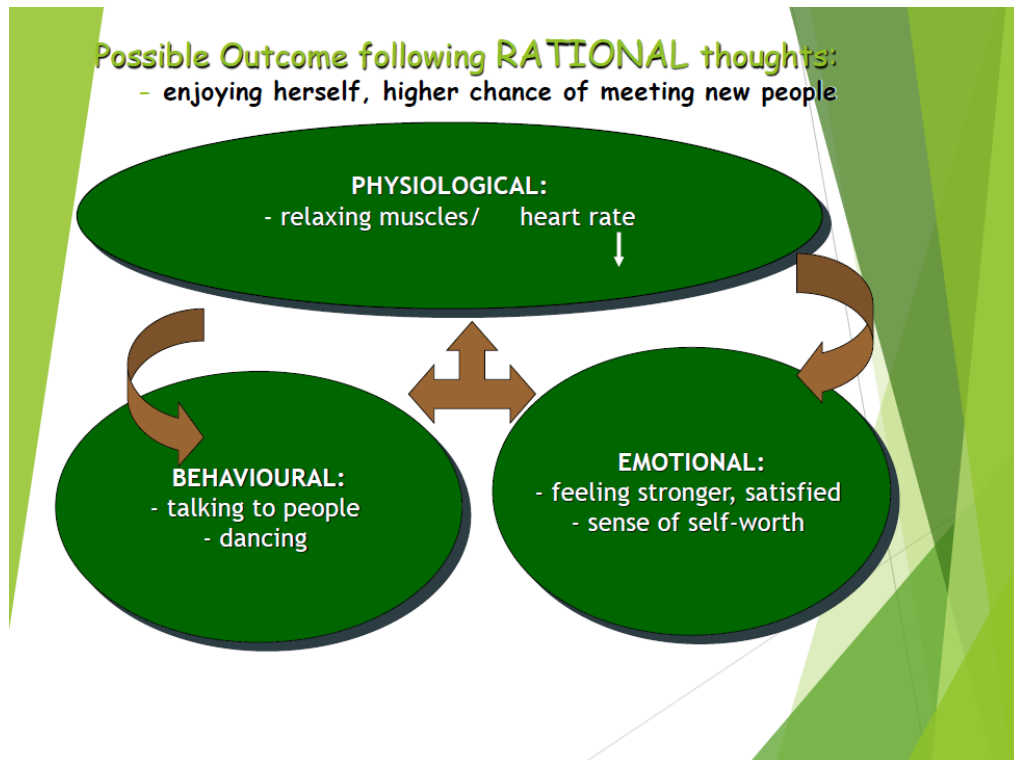 Possible Outcome following RATIONAL thoughts:
- enjoying herself, higher chance of meeting new people
PHYSIOLOGICAL:
- relaxing muscles/ heart rate
BEHAVIOURAL:
- talking to people
- dancing
EMOTIONAL:
- feeling stronger, satisfied
- sense of self-worth